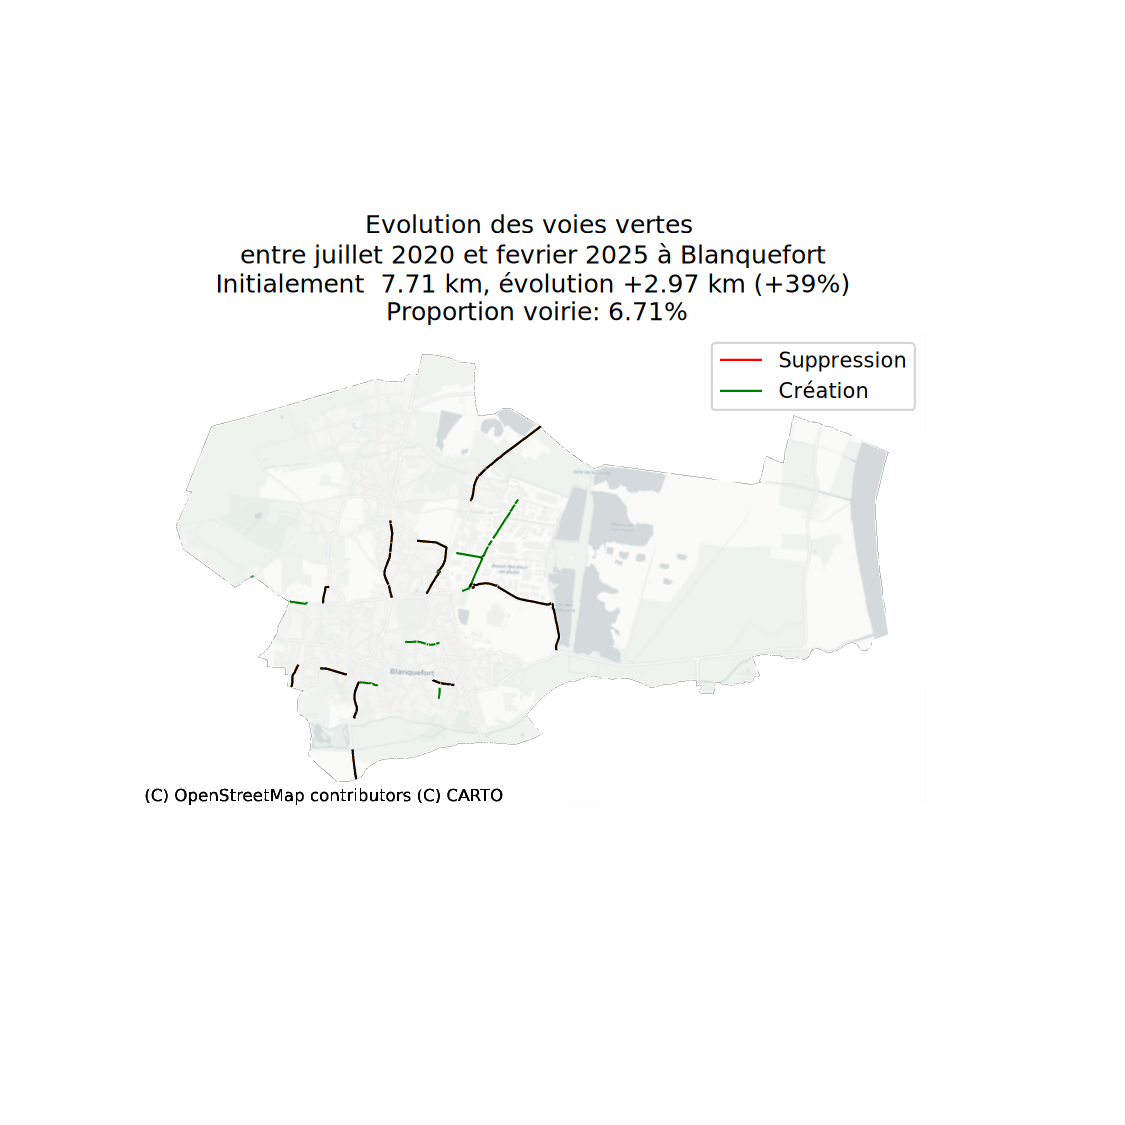 Evolution des voies vertes
entre juillet 2020 et fevrier 2025 à Blanquefort
Initialement  7.71 km, évolution +2.97 km (+39%)
Proportion voirie: 6.71%
Suppression
Création
Blanquefort
(C) OpenStreetMap contributors (C) CARTO